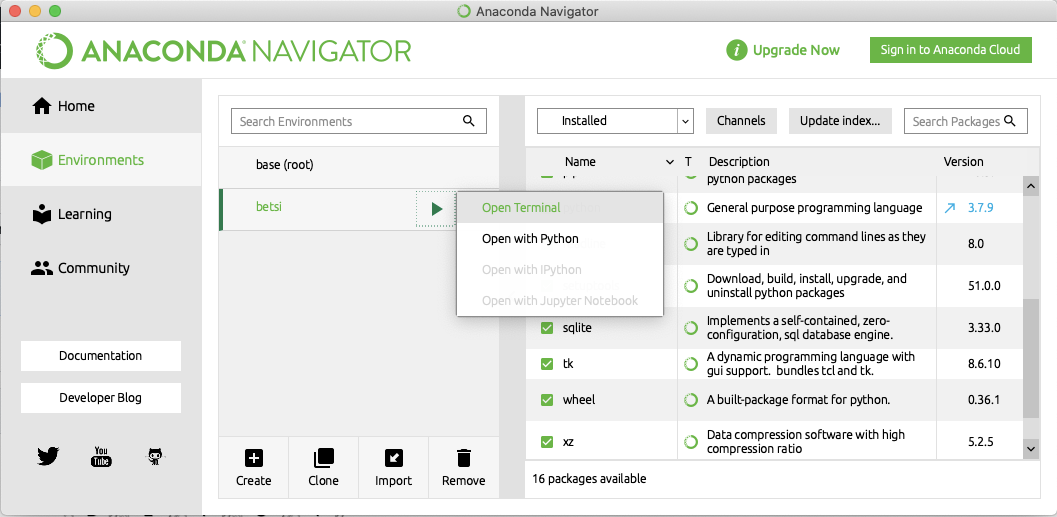 Anaconda Navigator
ANACONDA NAVIGATOR
i Upgrade Now
Sign in to Anaconda Cloud
Home
Environments
Learning
Community
Documentation
Developer Blog
You
Tube
Search Environments
base (root)
betsi
Open Terminal
Open with Python
Open with IPython
Open with Jupyter Notebook
Create
Clone
Import
Remove
Installed
Channels
Update index...
Search Packages
Name T Description Version
python packages
General purpose programming language 3.7.9
Library for editing command lines as they
are typed in
8.0
Download, build, install, upgrade, and
uninstall python packages
51.0.0
sqlite
Implements a self-contained, zero-
configuration, sql database engine.
3.33.0
tk
A dynamic programming language with
gui support. bundles tcl and tk.
8.6.10
wheel
A built-package format for python.
0.36.1
xz
Data compression software with high
compression ratio
5.2.5
16 packages available